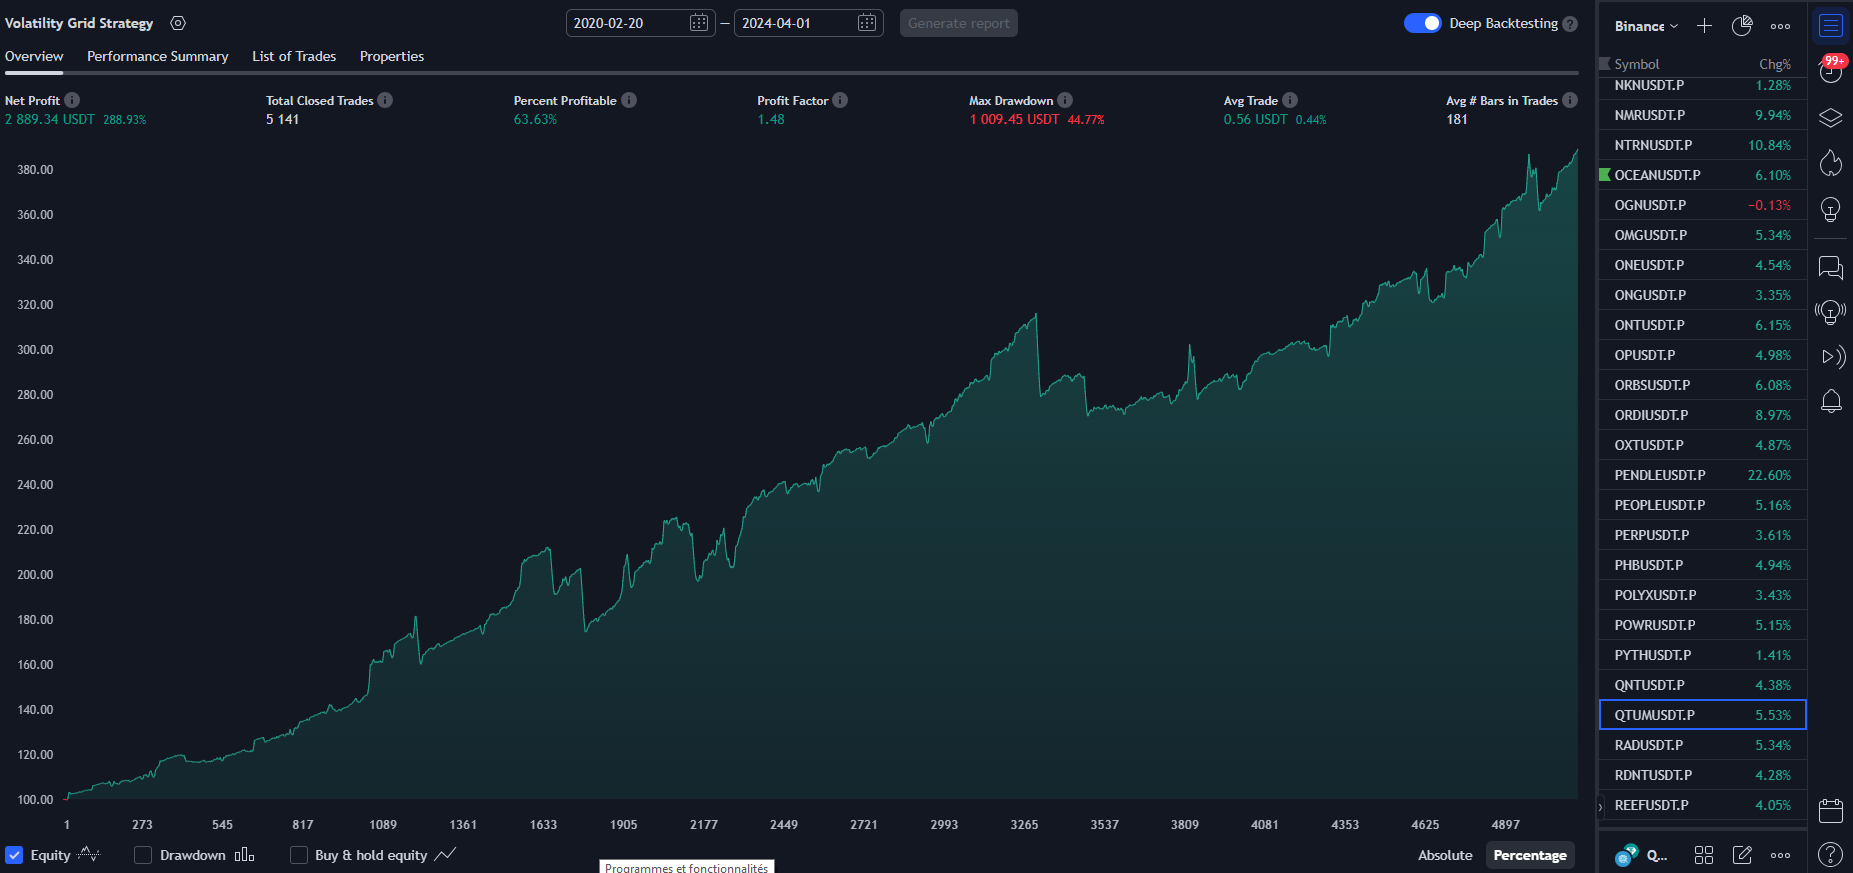 Volatility Grid Strategy
2020-02-20 — 2024-04-01 Generate report
Deep Backtesting ?
Overview Performance Summary List of Trades Properties
Net Profit
2 889.34 USDT 288.93%
Total Closed Trades
5 141
Percent Profitable
63.63%
Profit Factor
1.48
Max Drawdown
1 009.45 USDT 44.77%
Avg Trade
0.56 USDT 0.44%
Avg # Bars in Trades
181
380.00
360.00
340.00
320.00
300.00
280.00
260.00
240.00
220.00
200.00
180.00
160.00
140.00
120.00
100.00
1 273 545 817 1089 1361 1633 1905 2177 2449 2721 2993 3265 3537 3809 4081 4353 4625 4897
Equity Drawdown Buy & hold equity
Absolute Percentage
Programmes et fonctionnalités
Binance
99+
Symbol Chg%
NKNUSDT.P 1.28%
NMRUSDT.P 9.94%
NTRNUSDT.P 10.84%
OCEANUSDT.P 6.10%
OGNUSDT.P −0.13%
OMGUSDT.P 5.34%
ONEUSDT.P 4.54%
ONGUSDT.P 3.35%
ONTUSDT.P 6.15%
OPUSDT.P 4.98%
ORBSUSDT.P 6.08%
ORDIUSDT.P 8.97%
OXTUSDT.P 4.87%
PENDLEUSDT.P 22.60%
PEOPLEUSDT.P 5.16%
PERPUSDT.P 3.61%
PHBUSDT.P 4.94%
POLYXUSDT.P 3.43%
POWRUSDT.P 5.15%
PYTHUSDT.P 1.41%
QNTUSDT.P 4.38%
QTUMUSDT.P 5.53%
RADUSDT.P 5.34%
RDNTUSDT.P 4.28%
REEFUSDT.P 4.05%
Q...